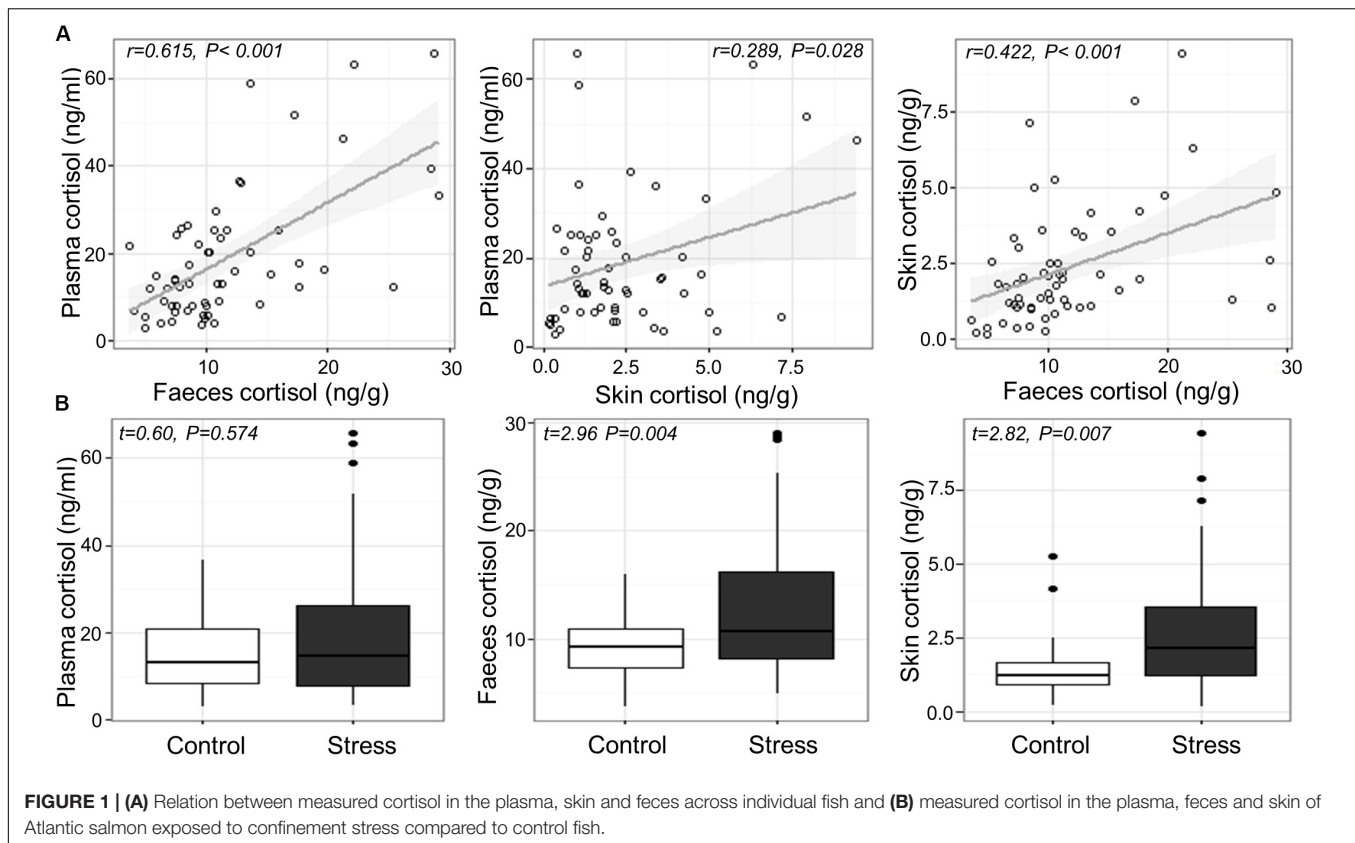 A
r=0.615, P< 0.001
Plasma cortisol (ng/ml)
60
40
20
0
10
20
30
Faeces cortisol (ng/g)
r=0.289, P=0.028
Plasma cortisol (ng/ml)
60
40
20
0
0.0
2.5
5.0
7.5
Skin cortisol (ng/g)
r=0.422, P<0.001
Skin cortisol (ng/g)
7.5
5.0
2.5
0.0
10
20
30
Faeces cortisol (ng/g)
B
t=0.60, P=0.574
Plasma cortisol (ng/ml)
60
40
20
0
Control
Stress
t=2.96 P=0.004
Faeces cortisol (ng/g)
30
20
10
Control
Stress
t=2.82, P=0.007
Skin cortisol (ng/g)
7.5
5.0
2.5
0.0
Control
Stress
FIGURE 1 | (A) Relation between measured cortisol in the plasma, skin and feces across individual fish and (B) measured cortisol in the plasma, feces and skin of
Atlantic salmon exposed to confinement stress compared to control fish.